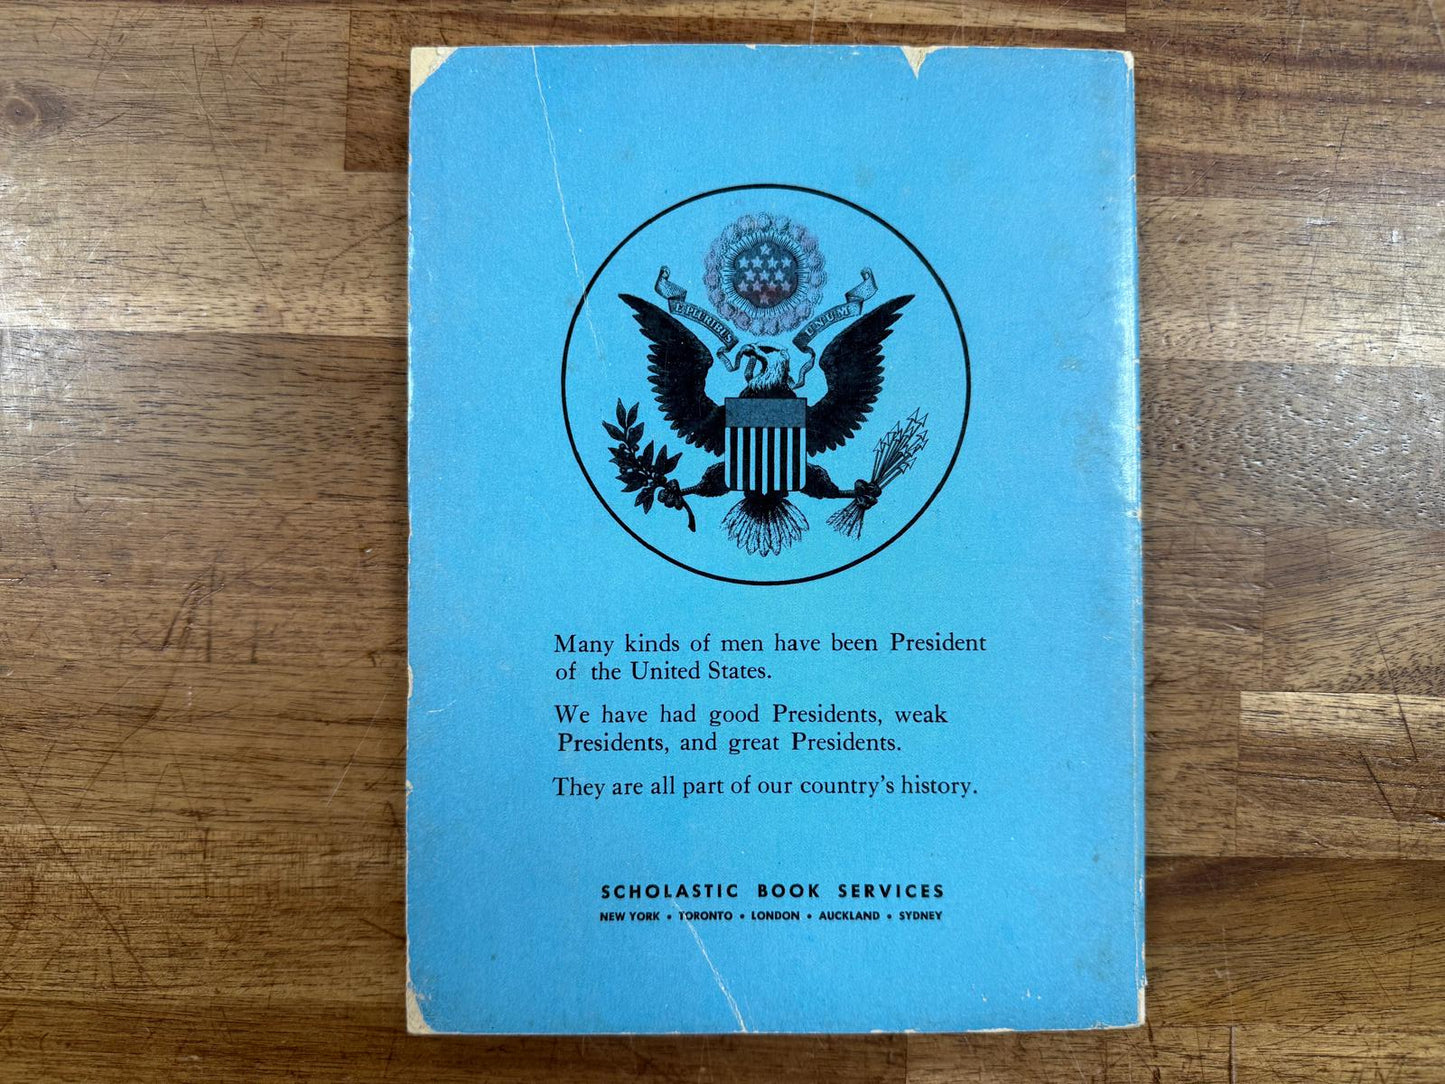 E PLURIBUS UNUM
Many kinds of men have been President
of the United States.
We have had good Presidents, weak
Presidents, and great Presidents.
They are all part of our country's history.
SCHOLASTIC BOOK SERVICES
NEW YORK • TORONTO • LONDON • AUCKLAND • SYDNEY